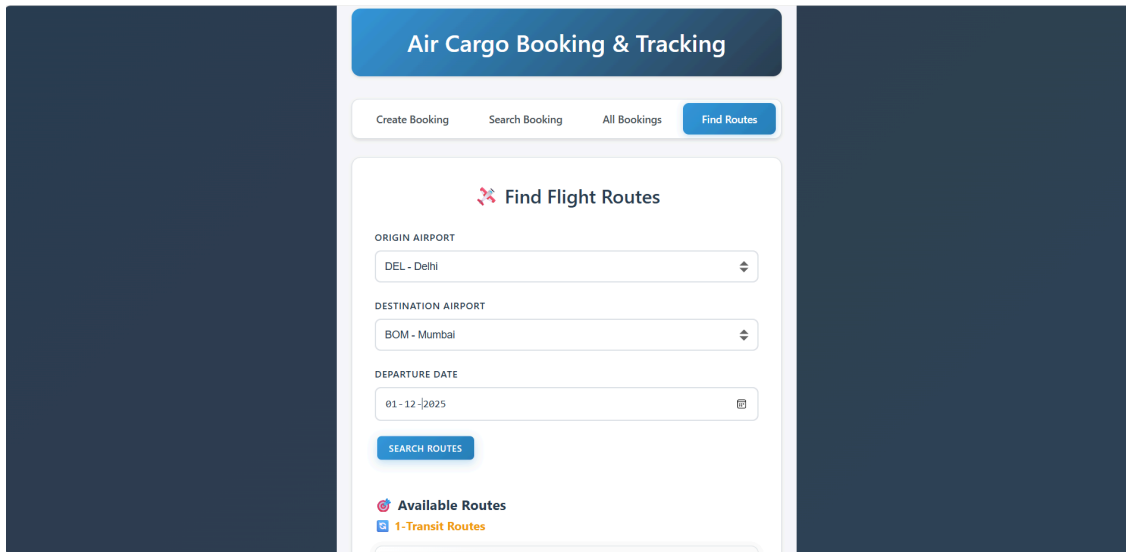 Air Cargo Booking & Tracking
Create Booking Search Booking All Bookings Find Routes
Find Flight Routes
ORIGIN AIRPORT
DEL - Delhi
DESTINATION AIRPORT
BOM - Mumbai
DEPARTURE DATE
01-12-2025
SEARCH ROUTES
Available Routes
1-Transit Routes